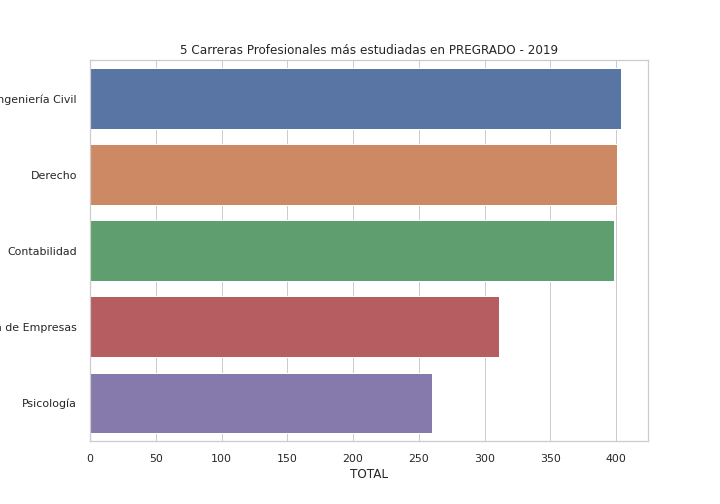 5 Carreras Profesionales más estudiadas en PREGRADO - 2019
ngeniería Civil
Derecho
Contabilidad
de Empresas
Psicología
0 50 100 150 200 250 300 350 400
TOTAL